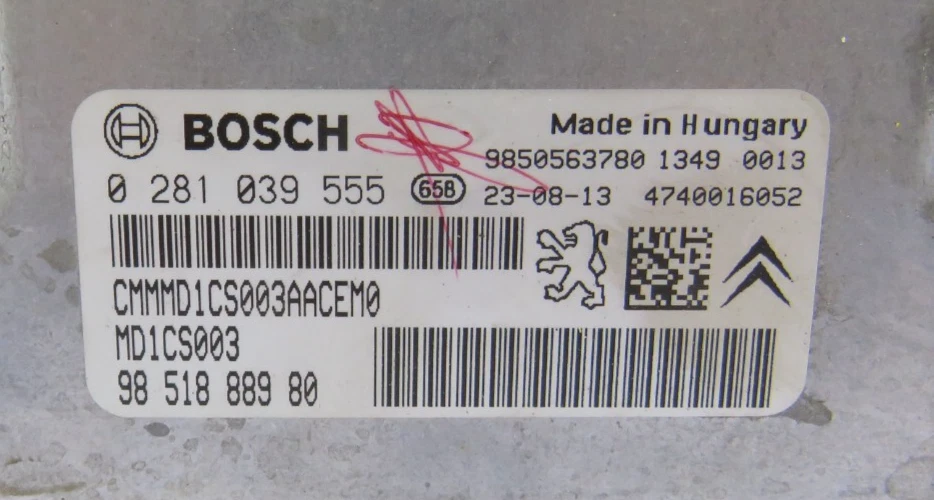 BOSCH
Made in Hungary
9850563780 1349 0013
0 281 039 555 65B 23-08-13 4740016052
CMMMD1CS003AACEM0
MD1CS003
98 518 889 80